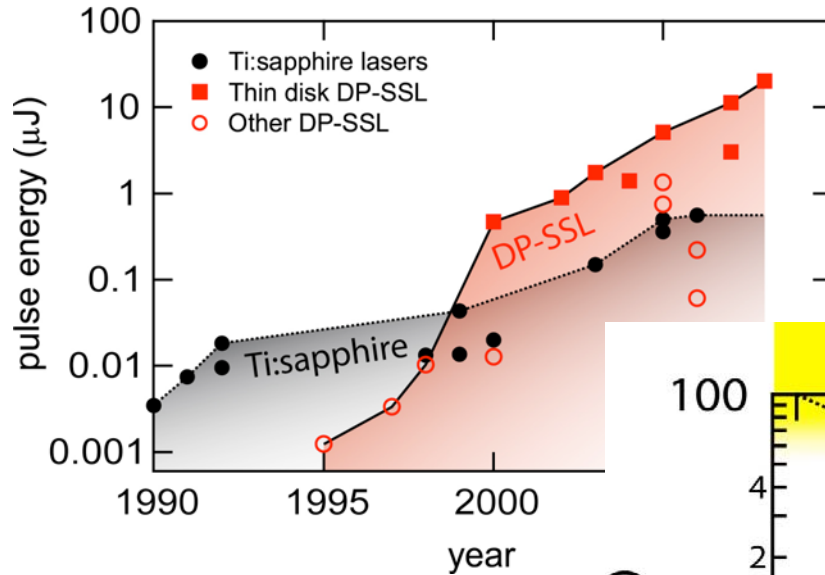 100
Ti:sapphire lasers
Thin disk DP-SSL
Other DP-SSL
10
1
0.1
0.01
0.001
pulse energy (μJ)
DP-SSL
Ti:sapphire
1990
1995
2000
year
100
4
2